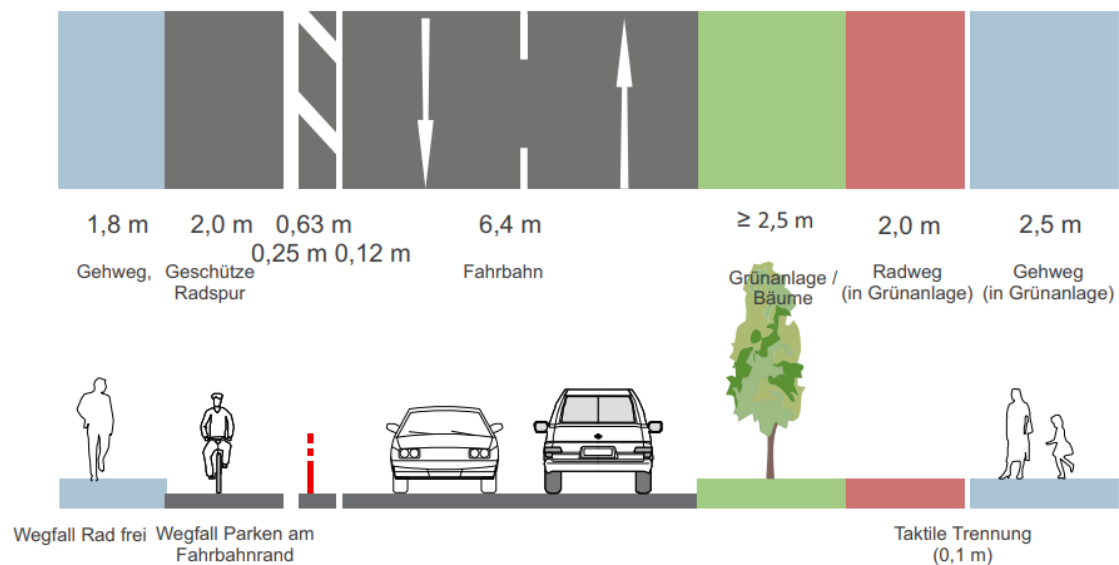 1,8 m 2,0 m 0,63 m 6,4 m ≥ 2,5 m 2,0 m 2,5 m
0,25 m 0,12 m
Gehweg,
Geschütze
Radspur
Fahrbahn
Grünanlage /
Bäume
Radweg
(in Grünanlage)
Gehweg
(in Grünanlage)
Wegfall Rad frei
Wegfall Parken am
Fahrbahnrand
Taktile Trennung
(0,1 m)